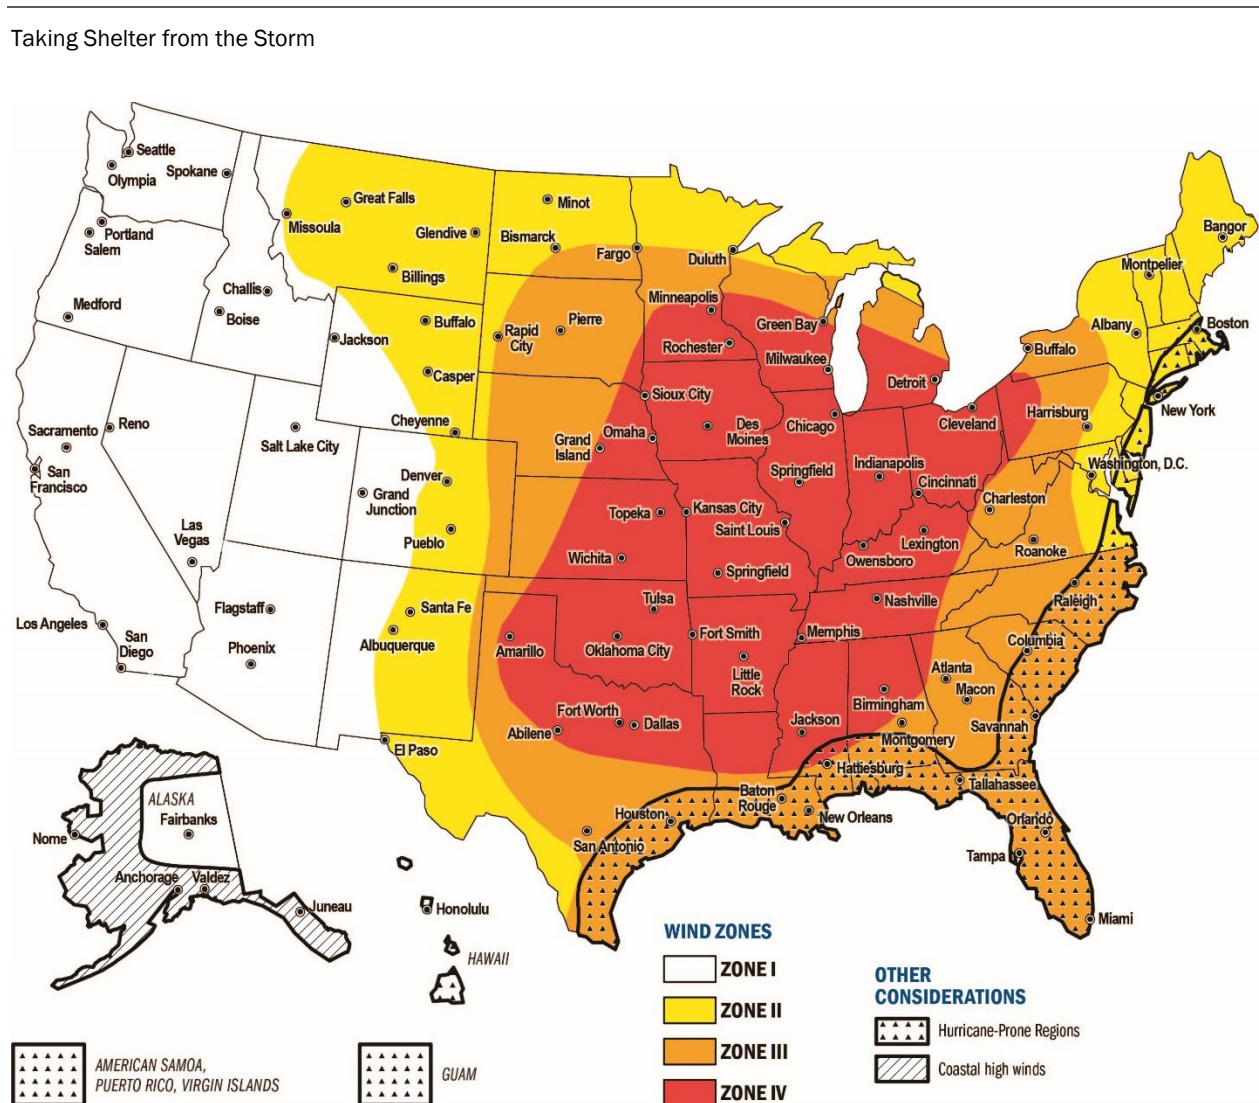 Taking Shelter from the Storm
Seattle
Olympia
Spokane
Portland
Salem
Medford
Challis
Boise
Missoula
Great Falls
Glendive
Billings
Minot
Bismarck
Fargo
Duluth
Jackson
Buffalo
Casper
Cheyenne
Rapid
City
Pierre
Minneapolis
Rochester
Green Bay
Milwaukee
Detroit
Buffalo
Albany
Montpelier
Bangor
Boston
New York
Harrisburg
Washington, D.C.
Cleveland
Sioux City
Des
Moines
Chicago
Omaha
Grand
Island
Sacramento
San
Francisco
Reno
Salt Lake City
Las
Vegas
Denver
Grand
Junction
Pueblo
Topeka
Kansas City
Saint Louis
Springfield
Indianapolis
Cincinnati
Charleston
Lexington
Owensboro
Roanoke
Wichita
Springfield
Nashville
Raleigh
Los Angeles
San
Diego
Flagstaff
Phoenix
Santa Fe
Albuquerque
Amarillo
Tulsa
Oklahoma City
Fort Smith
Little
Rock
Memphis
Columbia
Atlanta
Macon
Savannah
Birmingham
Montgomery
Jackson
Fort Worth
Dallas
Abilene
El Paso
Hattiesburg
Tallahassee
Baton
Rouge
New Orleans
Houston
San Antonio
Orlando
Tampa
Miami
ALASKA
Fairbanks
Nome
Anchorage
Valdez
Juneau
Honolulu
HAWAII
AMERICAN SAMOA,
PUERTO RICO, VIRGIN ISLANDS
GUAM
WIND ZONES
ZONE I
ZONE II
ZONE III
ZONE IV
OTHER
CONSIDERATIONS
Hurricane-Prone Regions
Coastal high winds